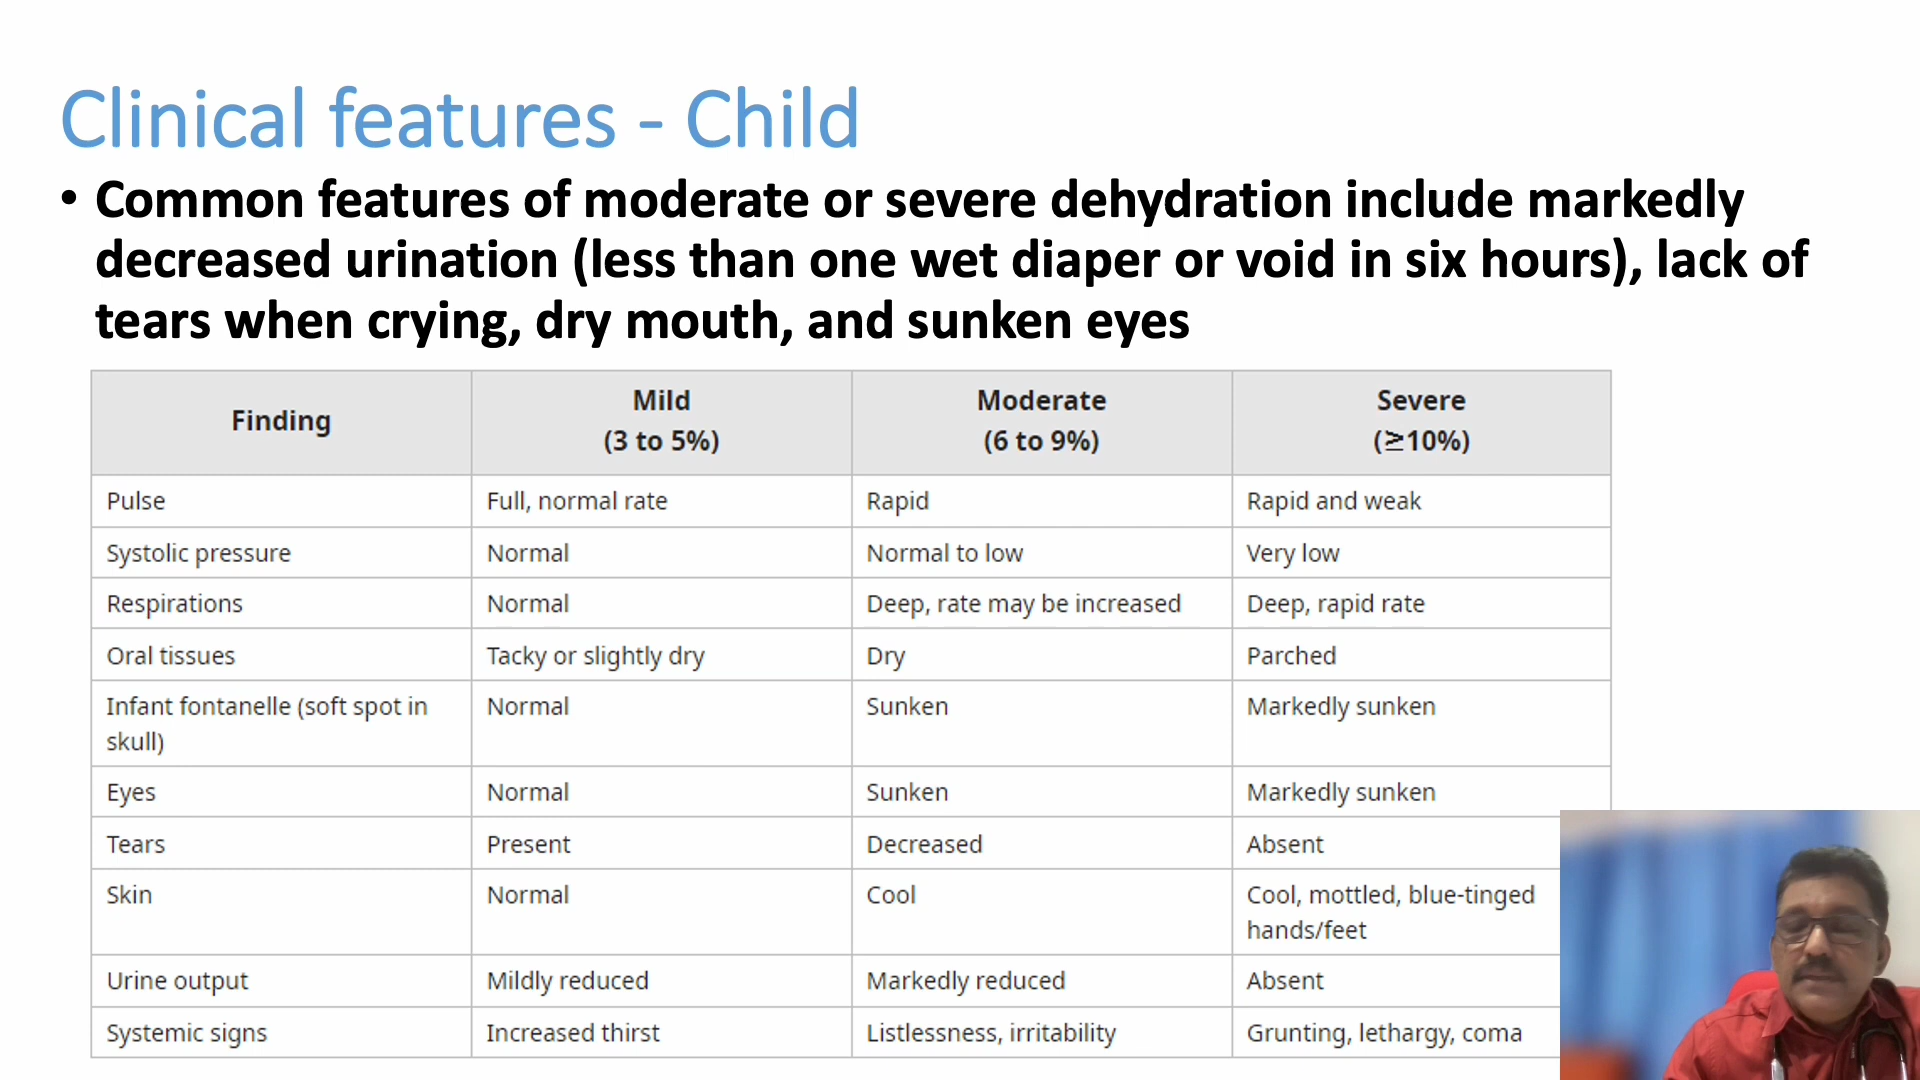 Clinical features - Child
• Common features of moderate or severe dehydration include markedly
decreased urination (less than one wet diaper or void in six hours), lack of
tears when crying, dry mouth, and sunken eyes
Finding Mild (3 to 5%) Moderate (6 to 9%) Severe (≥10%)
Pulse Full, normal rate Rapid Rapid and weak
Systolic pressure Normal Normal to low Very low
Respirations Normal Deep, rate may be increased Deep, rapid rate
Oral tissues Tacky or slightly dry Dry Parched
Infant fontanelle (soft spot in skull) Normal Sunken Markedly sunken
Eyes Normal Sunken Markedly sunken
Tears Present Decreased Absent
Skin Normal Cool Cool, mottled, blue-tinged hands/feet
Urine output Mildly reduced Markedly reduced Absent
Systemic signs Increased thirst Listlessness, irritability Grunting, lethargy, coma